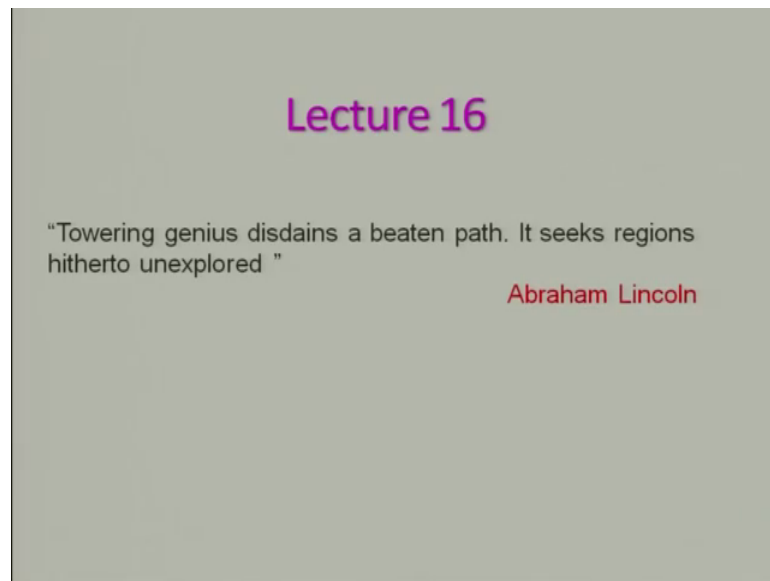 Lecture 16
“Towering genius disdains a beaten path. It seeks regions
hitherto unexplored ”
Abraham Lincoln